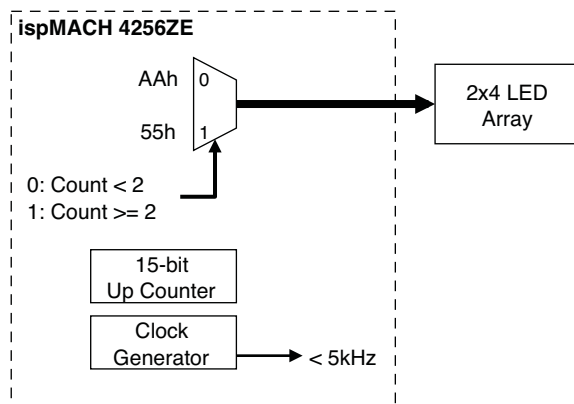 ispMACH 4256ZE
AAh
0
55h
1
2x4 LED
Array
0: Count < 2
1: Count >= 2
15-bit
Up Counter
Clock
Generator
< 5kHz